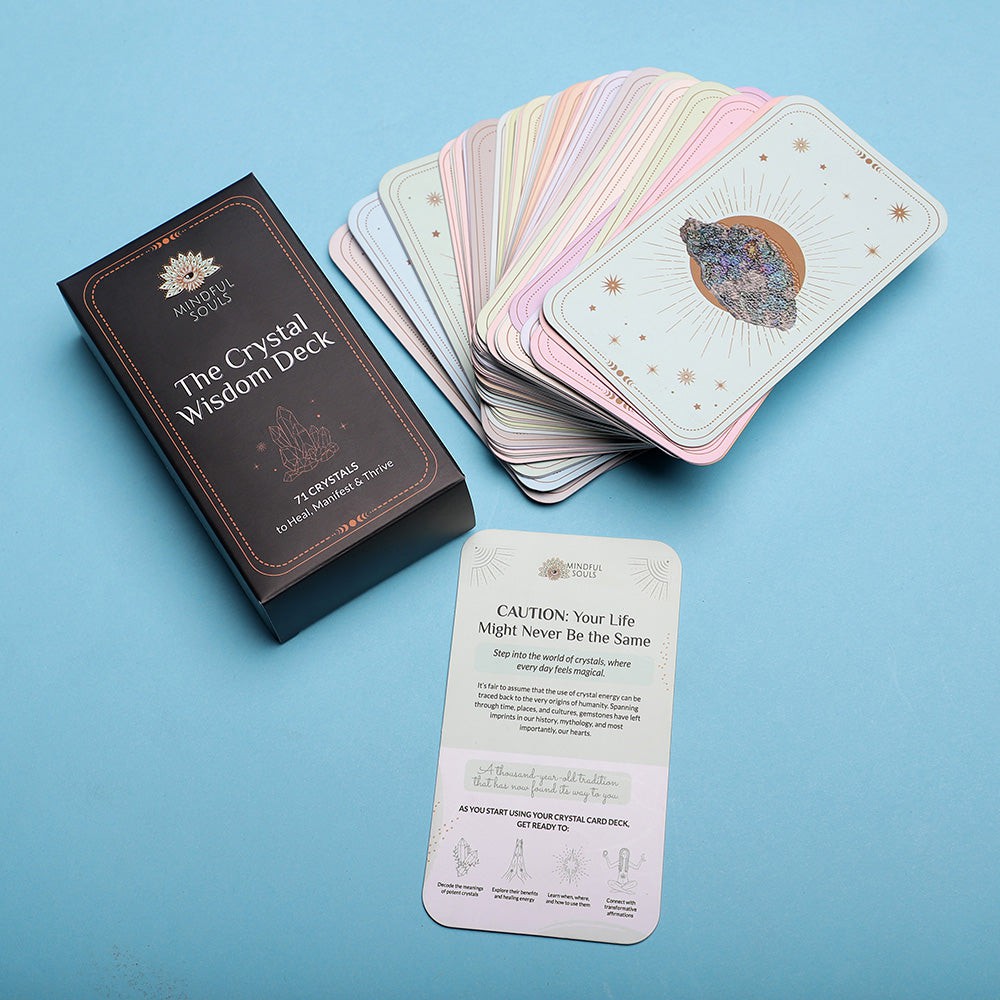 MINDFUL
SOULS
The Crystal
Wisdom Deck
71 CRYSTALS
to Heal, Manifest & Thrive
MINDFUL
SOULS
CAUTION: Your Life
Might Never Be the Same
Step into the world of crystals, where
every day feels magical.
It's fair to assume that the use of crystal energy can be
traced back to the very origins of humanity. Spanning
through time, places, and cultures, gemstones have left
imprints in our history, mythology, and most
importantly, our hearts.
A thousand-year-old tradition
that has now found its way to you.
AS YOU START USING YOUR CRYSTAL CARD DECK,
GET READY TO:
Decode the meanings
of potent crystals
Explore their benefits
and healing energy
Learn when, where,
and how to use them
Connect with
transformative
affirmations